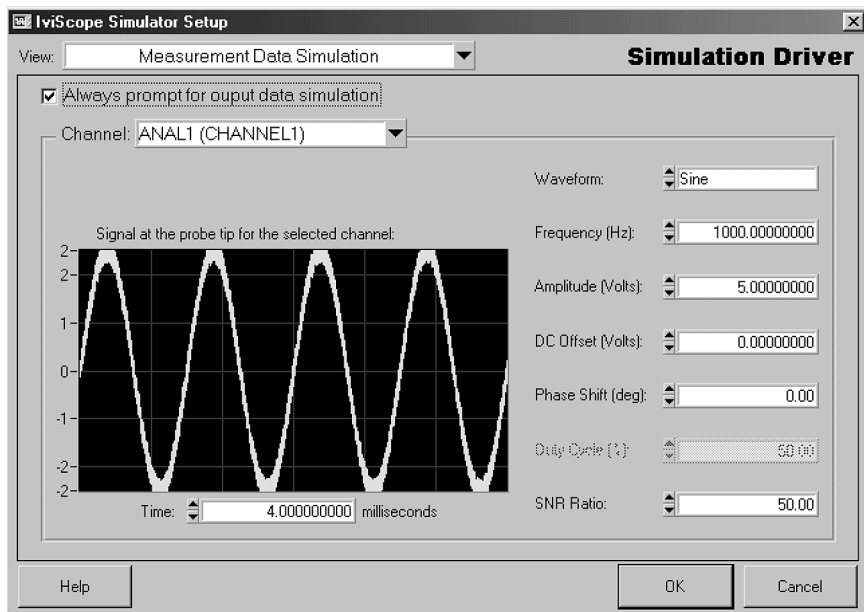 IviScope Simulator Setup
View: Measurement Data Simulation
Simulation Driver
Always prompt for ouput data simulation
Channel: ANAL1 (CHANNEL1)
Waveform: Sine
Signal at the probe tip for the selected channel:
Frequency (Hz): 1000.00000000
Amplitude (Volts): 5.00000000
DC Offset (Volts): 0.00000000
Phase Shift (deg): 0.00
Duty Cycle (%): 50.00
SNR Ratio: 50.00
2-
2-
1-
0-
-1-
-2-
-2-
Time: 4.000000000 milliseconds
Help
OK
Cancel